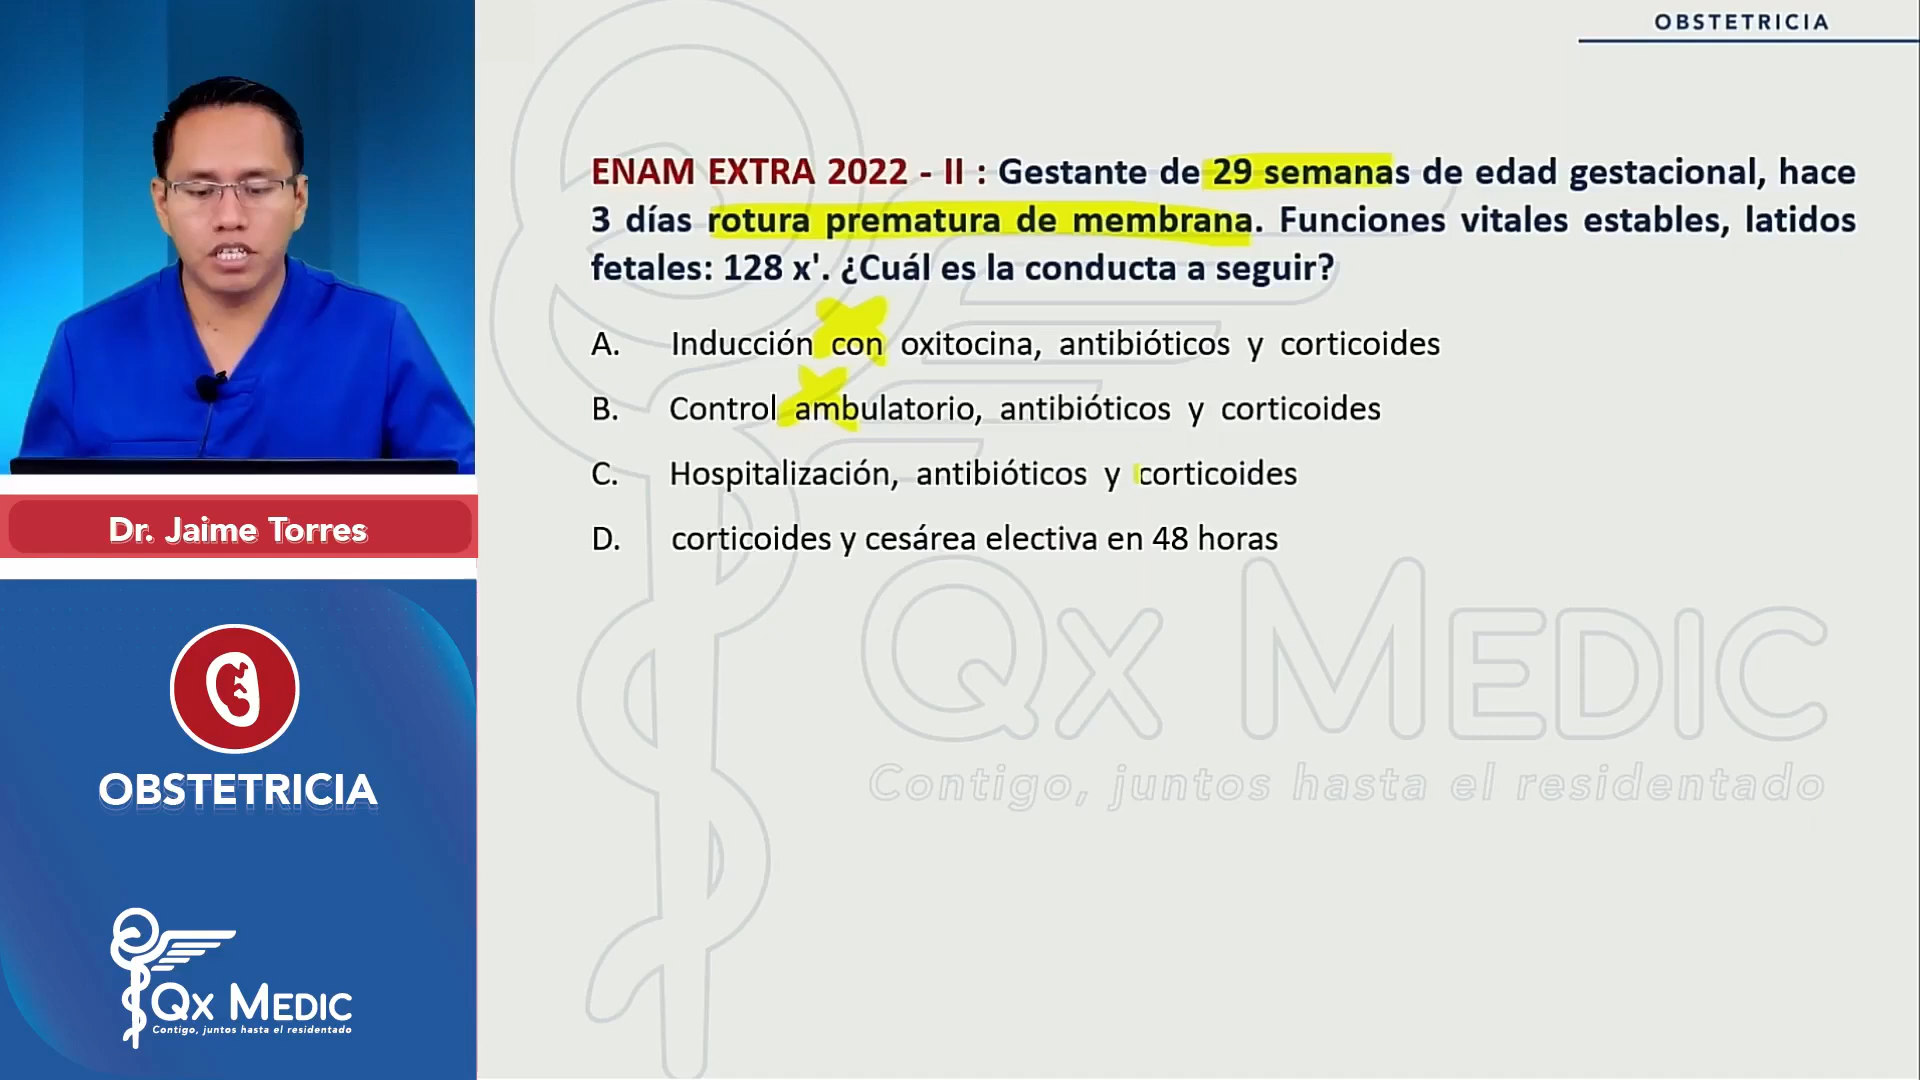 OBSTETRICIA
ENAM EXTRA 2022 - II : Gestante de 29 semanas de edad gestacional, hace
3 días rotura prematura de membrana. Funciones vitales estables, latidos
fetales: 128 x'. ¿Cuál es la conducta a seguir?
A. Inducción con oxitocina, antibióticos y corticoides
B. Control ambulatorio, antibióticos y corticoides
C. Hospitalización, antibióticos y corticoides
D. corticoides y cesárea electiva en 48 horas
Dr. Jaime Torres
OBSTETRICIA
Qx MEDIC
Contigo, juntos hasta el residentado
Qx MEDIC
Contigo, juntos hasta el residentado